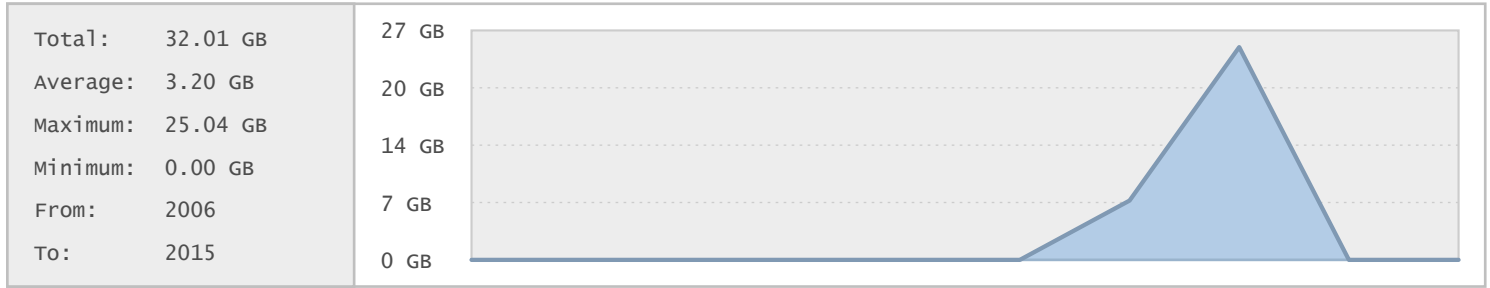 Total: 32.01 GB
Average: 3.20 GB
Maximum: 25.04 GB
Minimum: 0.00 GB
From: 2006
To: 2015
27 GB
20 GB
14 GB
7 GB
0 GB